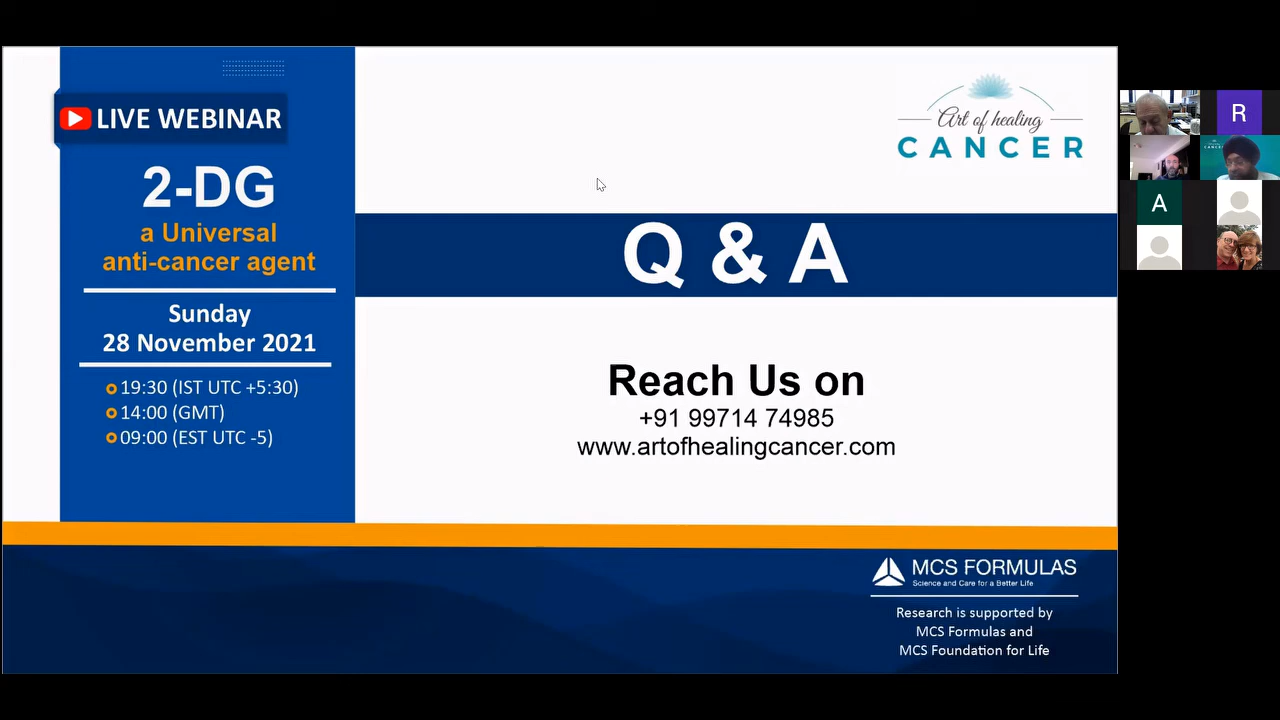 LIVE WEBINAR
2-DG
a Universal
anti-cancer agent
Sunday
28 November 2021
19:30 (IST UTC +5:30)
14:00 (GMT)
09:00 (EST UTC -5)
Art of healing
CANCER
Q & A
Reach Us on
+91 99714 74985
www.artofhealingcancer.com
MCS FORMULAS
Science and Care for a Better Life
Research is supported by
MCS Formulas and
MCS Foundation for Life
R
A